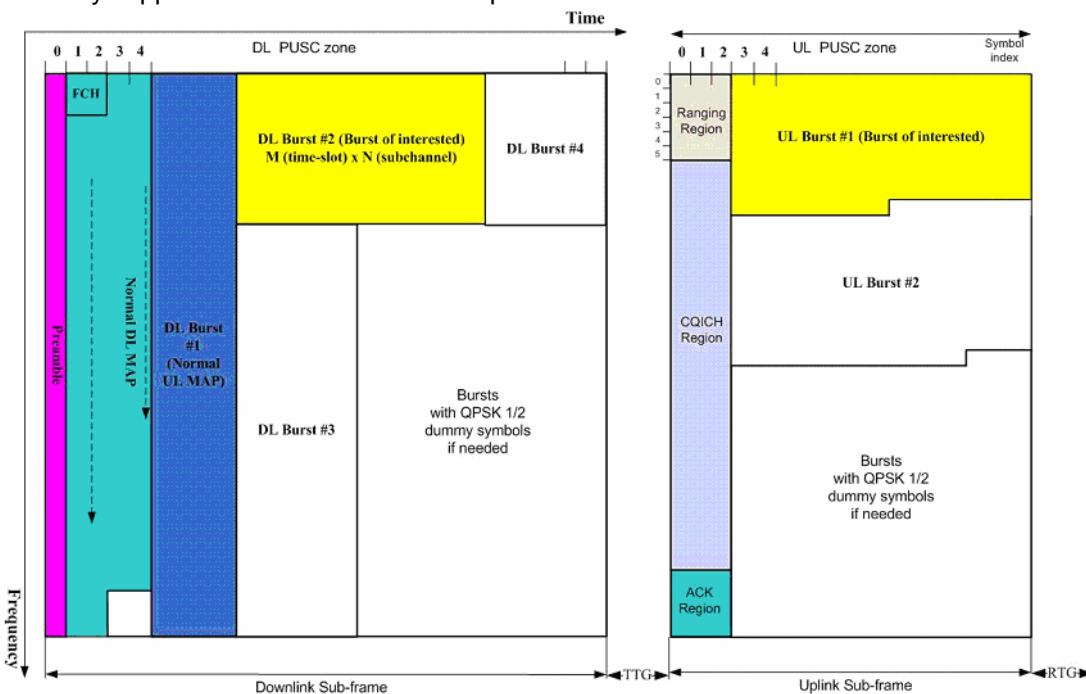 Time
0 1 2 3 4
DL PUSC zone
FCH
Preamble
Normal DL MAP
DL Burst
#1
(Normal
UL MAP)
DL Burst #2 (Burst of interested)
M (time-slot) x N (subchannel)
DL Burst #4
DL Burst #3
Bursts
with QPSK 1/2
dummy symbols
if needed
Frequency
Downlink Sub-frame
TTG
UL PUSC zone
Symbol
index
0 1 2 3 4
0
1
2
3
4
5
Ranging
Region
UL Burst #1 (Burst of interested)
UL Burst #2
CQICH
Region
Bursts
with QPSK 1/2
dummy symbols
if needed
ACK
Region
Uplink Sub-frame
RTG